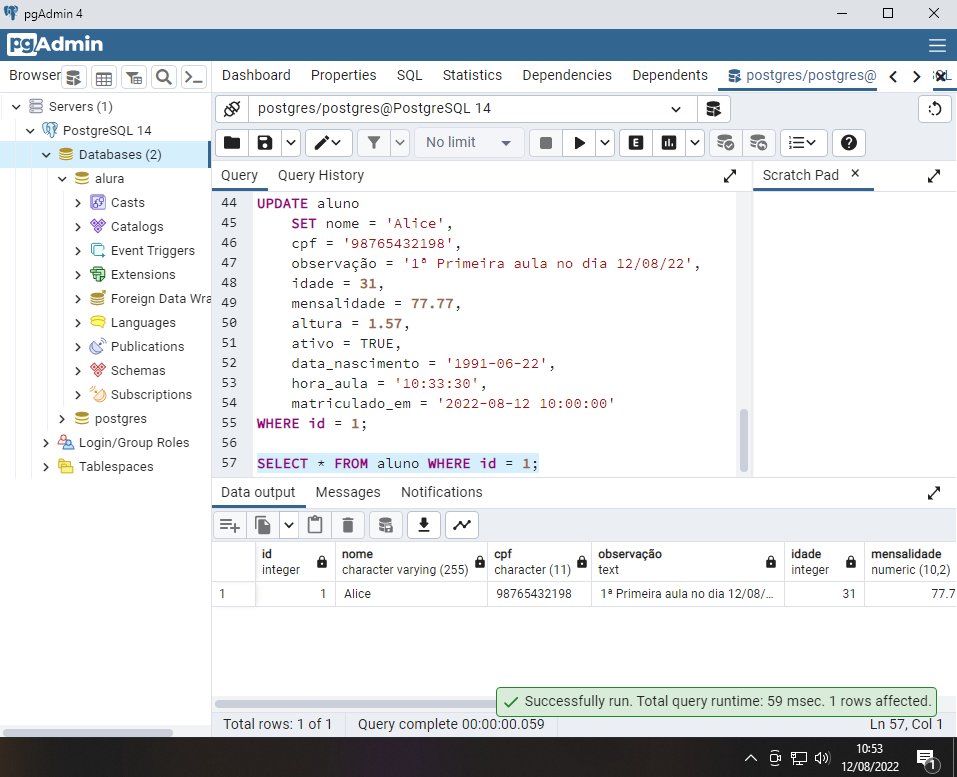 pgAdmin 4
pgAdmin
Browser
Dashboard Properties SQL Statistics Dependencies Dependents postgres/postgres@
Servers (1)
PostgreSQL 14
Databases (2)
alura
Casts
Catalogs
Event Triggers
Extensions
Foreign Data Wra
Languages
Publications
Schemas
Subscriptions
postgres
Login/Group Roles
Tablespaces
postgres/postgres@PostgreSQL 14
No limit
E
Query Query History
Scratch Pad
44 UPDATE aluno
45 SET nome = 'Alice',
46 cpf = '98765432198',
47 observação = '1ª Primeira aula no dia 12/08/22',
48 idade = 31,
49 mensalidade = 77.77,
50 altura = 1.57,
51 ativo = TRUE,
52 data_nascimento = '1991-06-22',
53 hora_aula = '10:33:30',
54 matriculado_em = '2022-08-12 10:00:00'
55 WHERE id = 1;
56
57 SELECT * FROM aluno WHERE id = 1;
Data output Messages Notifications
id nome cpf observação idade mensalidade
integer character varying (255) character (11) text integer numeric (10,2)
1 1 Alice 98765432198 1ª Primeira aula no dia 12/08/... 31 77.7
Successfully run. Total query runtime: 59 msec. 1 rows affected.
Total rows: 1 of 1 Query complete 00:00:00.059 Ln 57, Col 1
10:53
12/08/2022
1